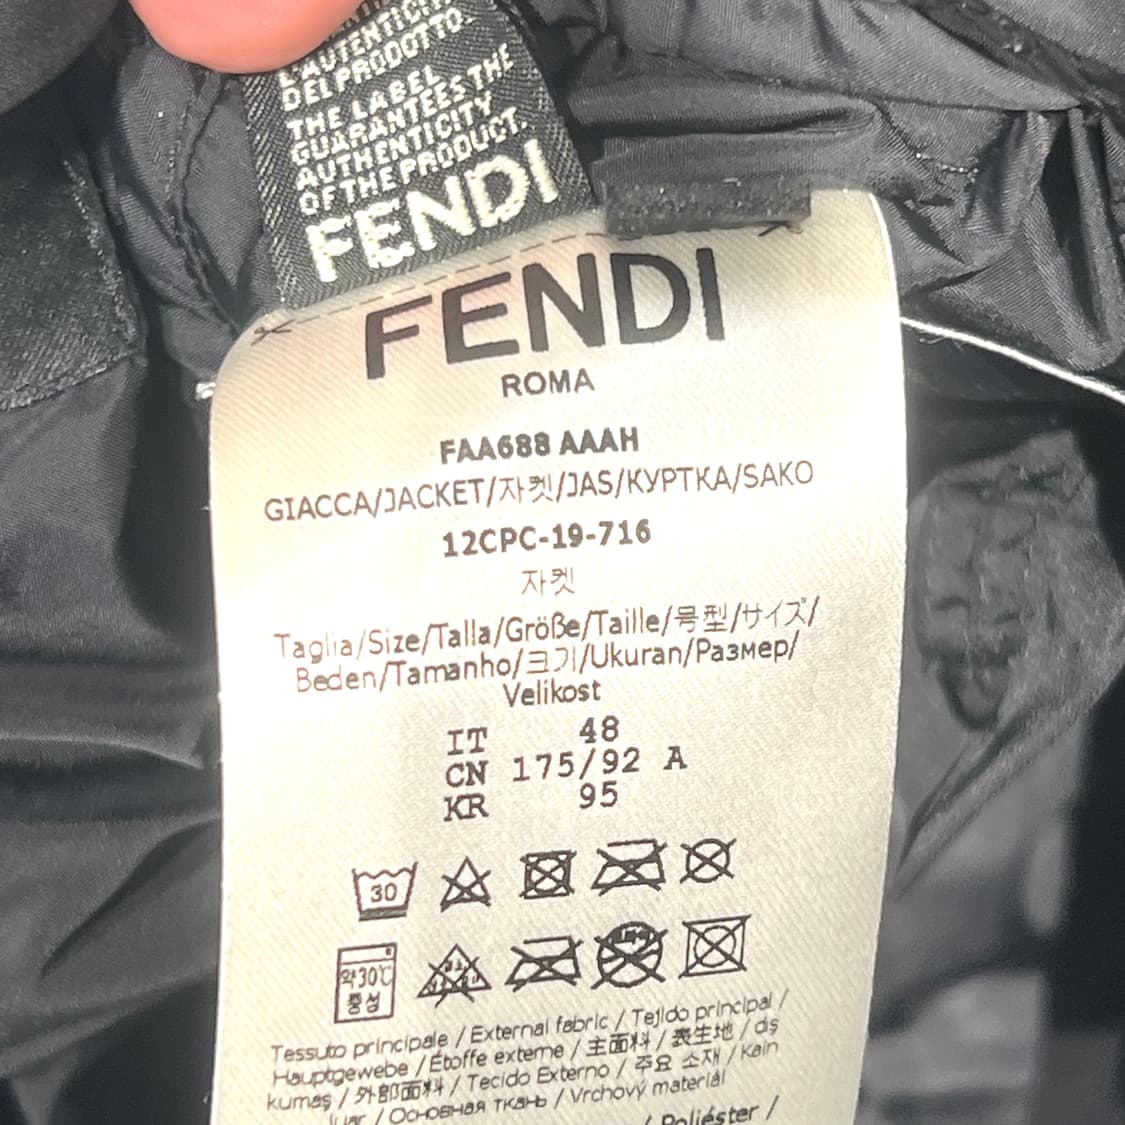 L'AUTENTICITÀ
DEL PRODOTTO.
THE LABEL
GUARANTEES THE
AUTHENTICITY
OF THE PRODUCT.
FENDI
FENDI
ROMA
FAA688 AAAH
GIACCA/JACKET/자켓/JAS/КУРТКА/SAKO
12CPC-19-716
자켓
Taglia/Size/Talla/Größe/Taille/号型/サイズ/
Beden/Tamanho/크기/Ukuran/Размер/
Velikost
IT 48
CN 175/92 A
KR 95
30
약30℃
중성
Tessuto principale / External fabric / Tejido principal /
Hauptgewebe / Étoffe externe / 主面料 / 表生地 / dış
kumaş / 外部面料 / Tecido Externo / 주요 소재 / Kain
luar / Основная ткань / Vrchový materiál
/ Poliéster /